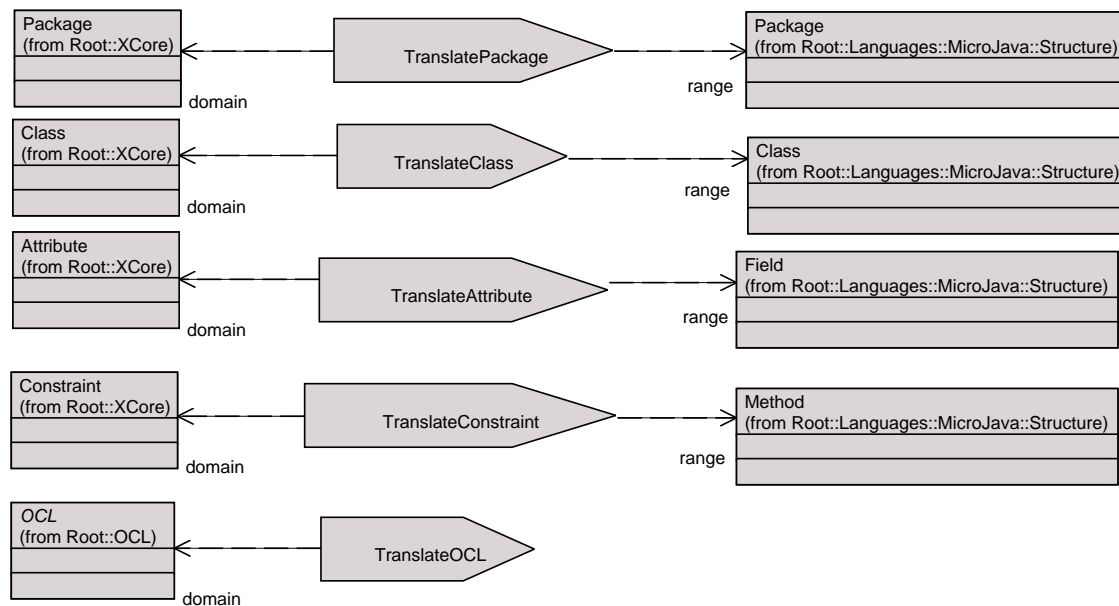 Package
(from Root::XCore)
TranslatePackage
Package
(from Root::Languages::MicroJava::Structure)
domain
range
Class
(from Root::XCore)
TranslateClass
Class
(from Root::Languages::MicroJava::Structure)
domain
range
Attribute
(from Root::XCore)
TranslateAttribute
Field
(from Root::Languages::MicroJava::Structure)
domain
range
Constraint
(from Root::XCore)
TranslateConstraint
Method
(from Root::Languages::MicroJava::Structure)
domain
range
OCL
(from Root::OCL)
TranslateOCL
domain